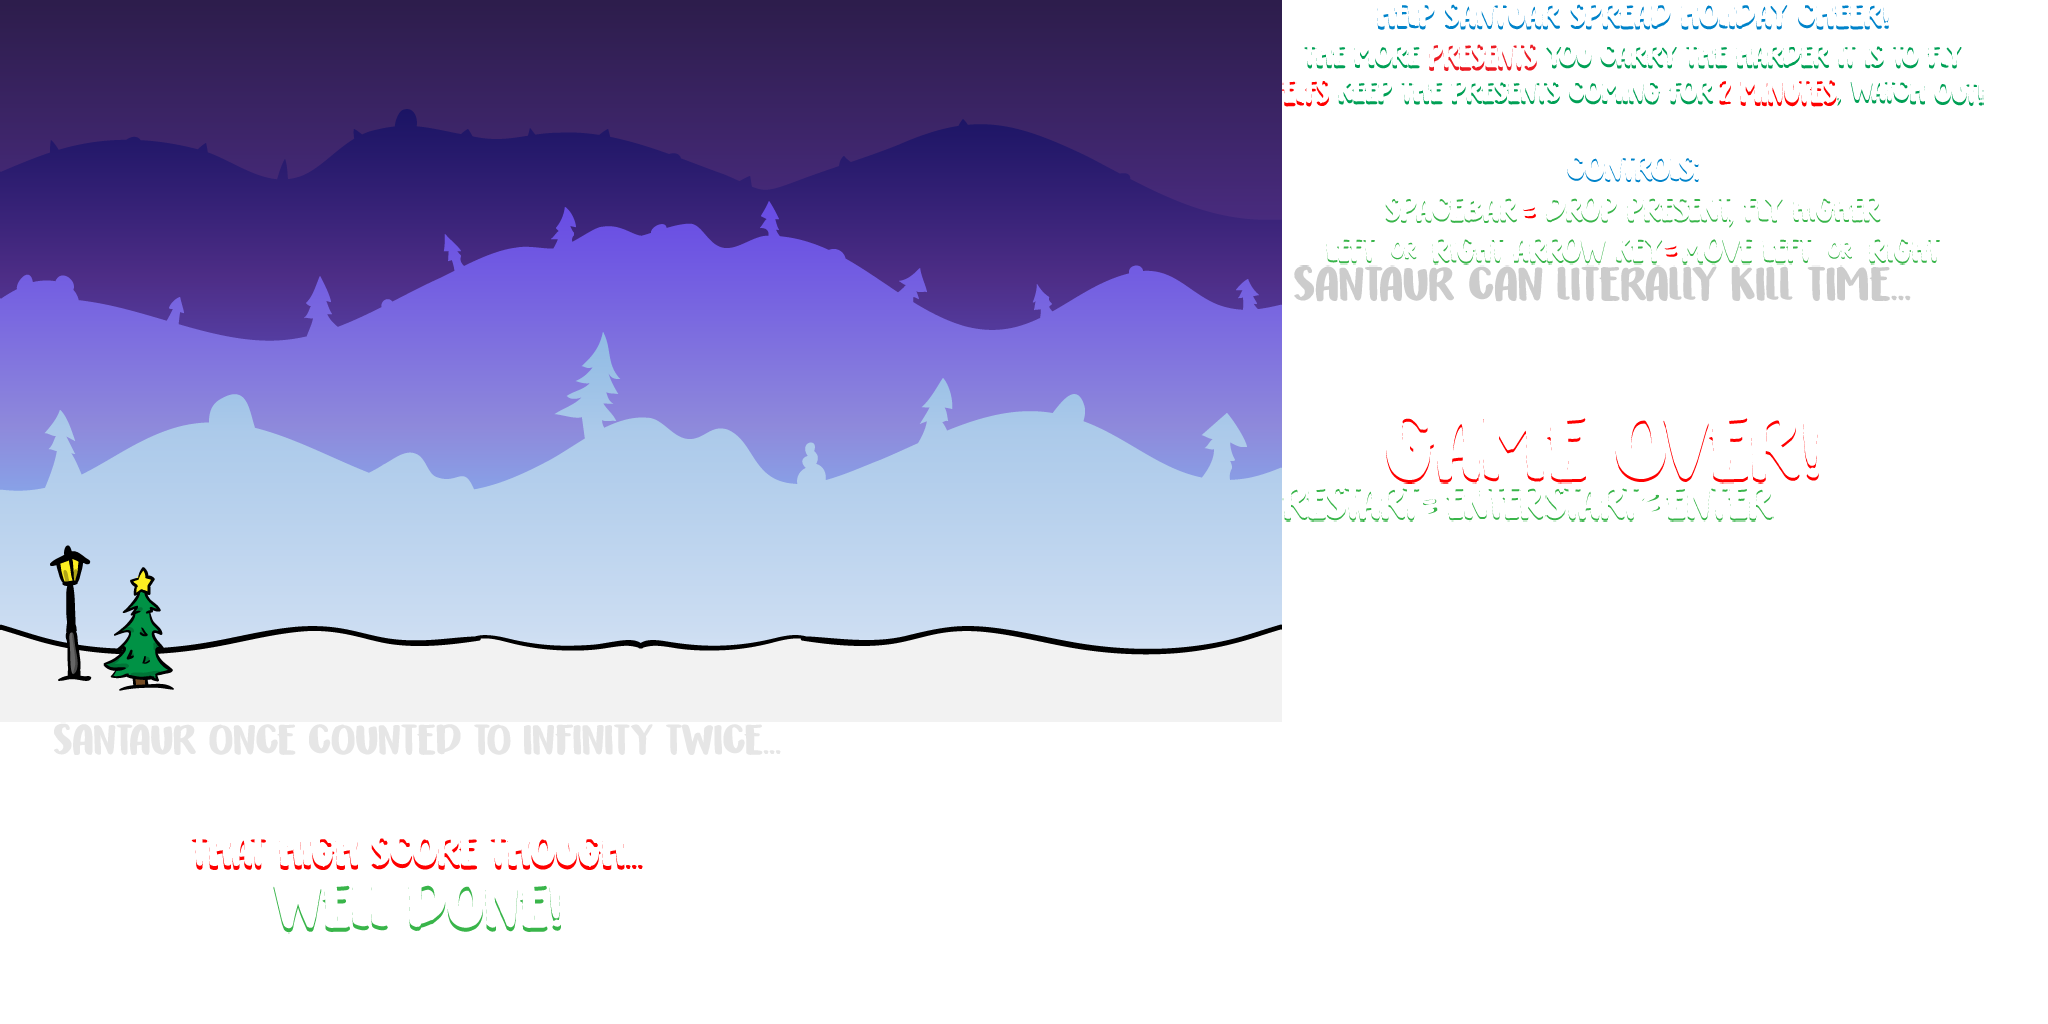 HELP SANTUAR SPREAD HOLIDAY CHEER!
THE MORE PRESENTS YOU CARRY THE HARDER IT IS TO FLY
ELFS KEEP THE PRESENTS COMING FOR 2 MINUTES, WATCH OUT!
CONTROLS:
SPACEBAR = DROP PRESENT, FLY HIGHER
LEFT OR RIGHT ARROW KEY = MOVE LEFT OR RIGHT
SANTAUR CAN LITERALLY KILL TIME...
GAME OVER!
RESTART = ENTER START = ENTER
SANTAUR ONCE COUNTED TO INFINITY TWICE...
THAT HIGH SCORE THOUGH...
WELL DONE!